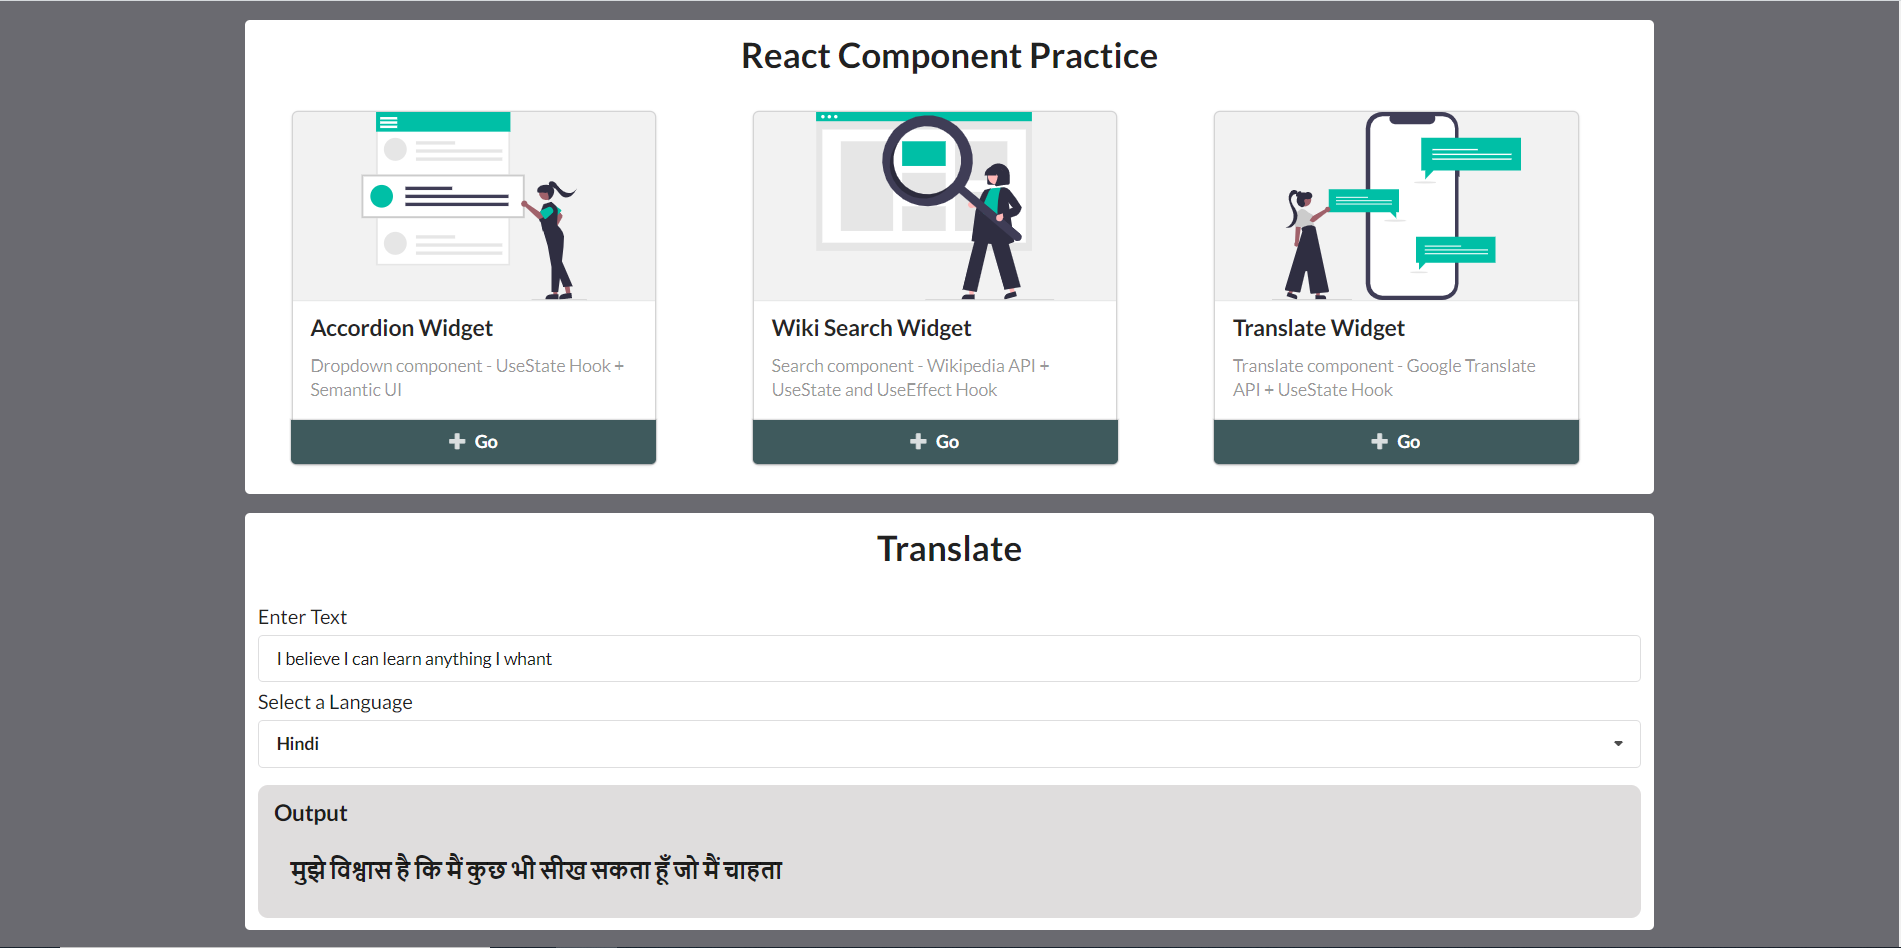 React Component Practice
Accordion Widget
Dropdown component - UseState Hook +
Semantic UI
Go
Wiki Search Widget
Search component - Wikipedia API +
UseState and UseEffect Hook
Go
Translate Widget
Translate component - Google Translate
API + UseState Hook
Go
Translate
Enter Text
I believe I can learn anything I whant
Select a Language
Hindi
Output
मुझे विश्वास है कि मैं कुछ भी सीख सकता हूँ जो मैं चाहता